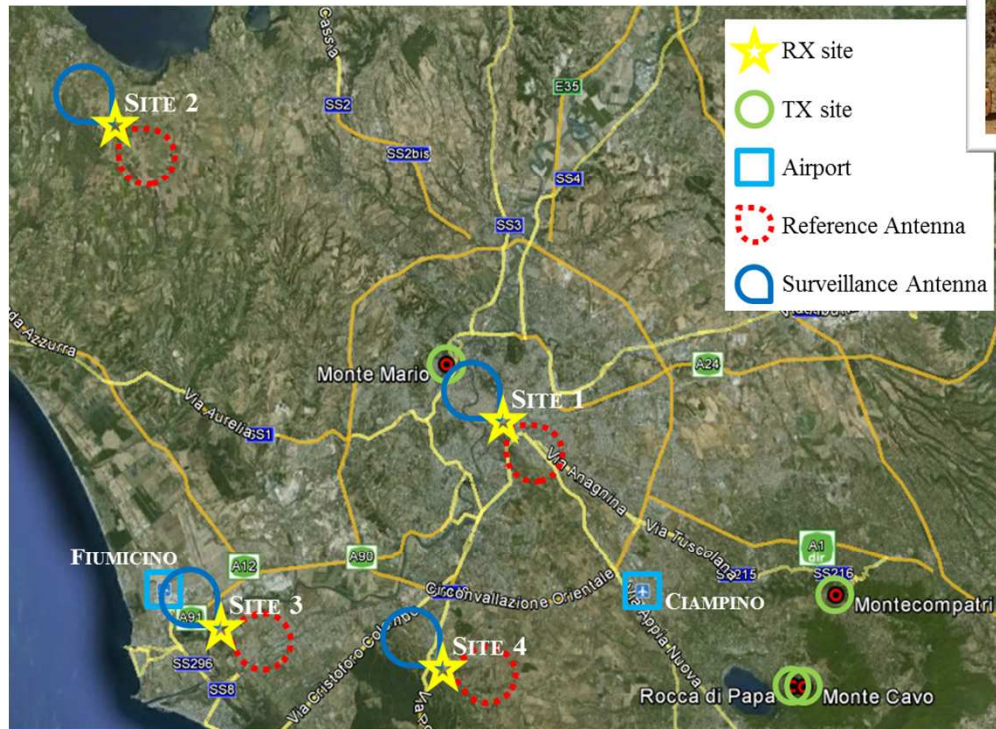 Cassia
SS2
E35
SITE 2
SS2bis
SS4
SS3
RX site
TX site
Airport
Reference Antenna
Surveillance Antenna
Monte Mario
A24
SITE 1
Via Aurelia
SS1
Via Anagnina
Via Tuscolana
A1
dir
FIUMICINO
A12
A90
Circonvallazione Orientale
SS215
SS216
CIAMPINO
Montecompatri
A91
SITE 3
Via Cristoforo Colombo
SITE 4
Via Appia Nuova
SS296
SS8
Rocca di Papa
Monte Cavo